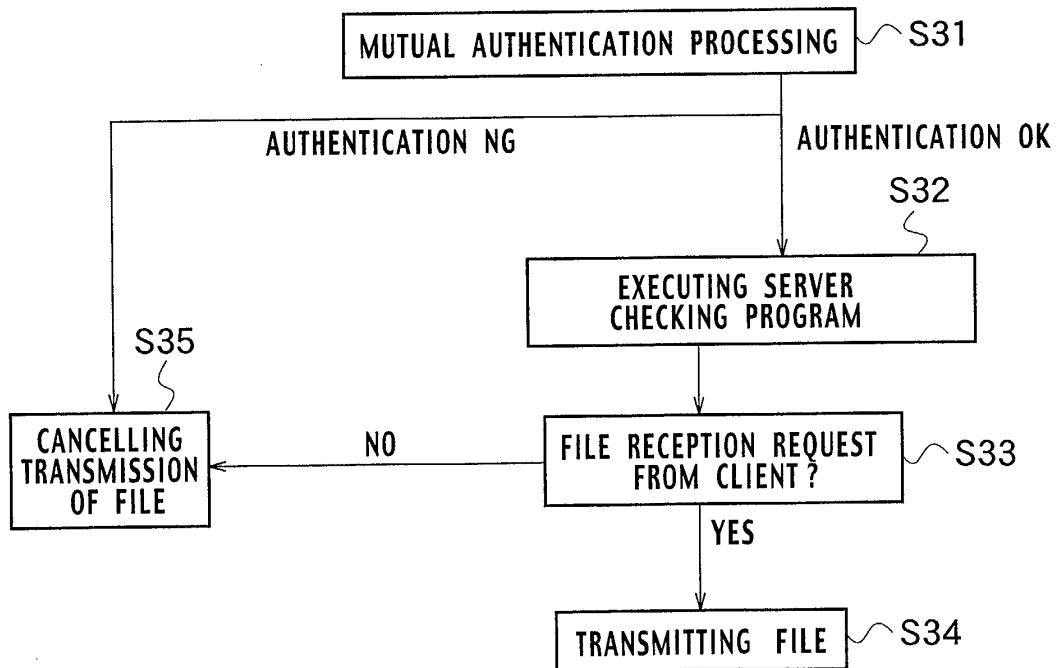 MUTUAL AUTHENTICATION PROCESSING
S31
AUTHENTICATION NG
AUTHENTICATION OK
S32
EXECUTING SERVER
CHECKING PROGRAM
S35
CANCELLING
TRANSMISSION
OF FILE
NO
FILE RECEPTION REQUEST
FROM CLIENT?
S33
YES
TRANSMITTING FILE
S34